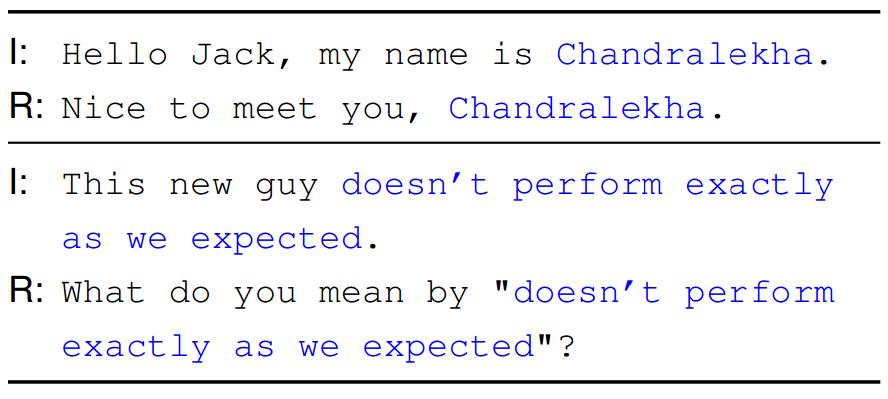 I: Hello Jack, my name is Chandralekha.
R: Nice to meet you, Chandralekha.
I: This new guy doesn’t perform exactly
as we expected.
R: What do you mean by "doesn’t perform
exactly as we expected"?